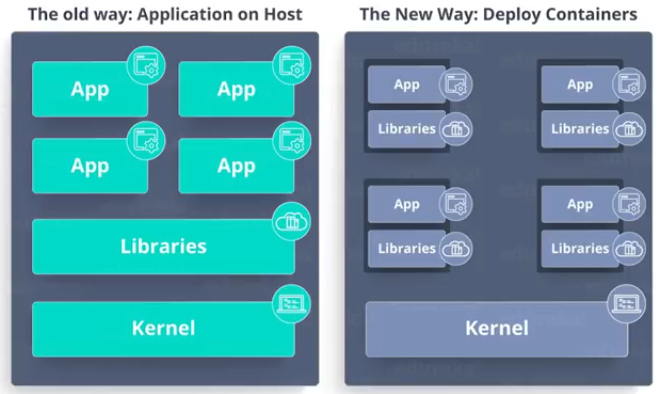 The old way: Application on Host
App
App
App
App
Libraries
Kernel
The New Way: Deploy Containers
App
App
Libraries
Libraries
App
App
Libraries
Libraries
Kernel